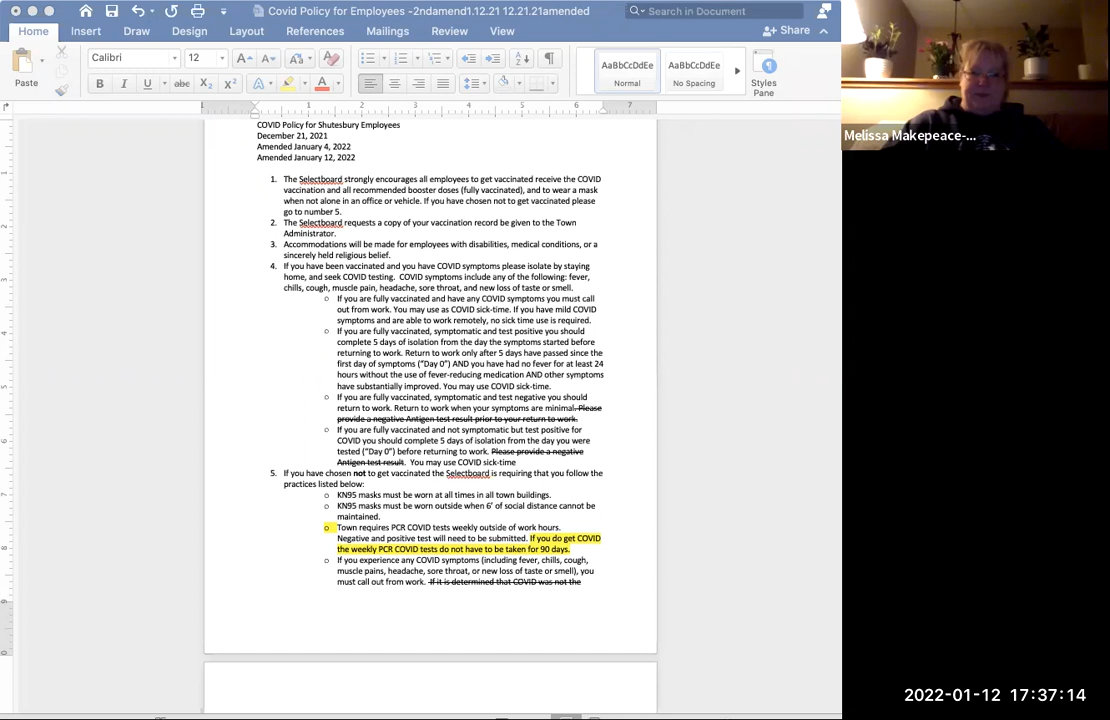 Covid Policy for Employees -2ndamend1.12.21 12.21.21amended
Search in Document
Home Insert Draw Design Layout References Mailings Review View
Share
Paste
Calibri 12
AaBbCcDdEe
Normal
AaBbCcDdEe
No Spacing
Styles Pane
1 1 2 3 4 5 6 7
COVID Policy for Shutesbury Employees
December 21, 2021
Amended January 4, 2022
Amended January 12, 2022
1. The Selectboard strongly encourages all employees to get vaccinated receive the COVID
vaccination and all recommended booster doses (fully vaccinated), and to wear a mask
when not alone in an office or vehicle. If you have chosen not to get vaccinated please
go to number 5.
2. The Selectboard requests a copy of your vaccination record be given to the Town
Administrator.
3. Accommodations will be made for employees with disabilities, medical conditions, or a
sincerely held religious belief.
4. If you have been vaccinated and you have COVID symptoms please isolate by staying
home, and seek COVID testing. COVID symptoms include any of the following: fever,
chills, cough, muscle pain, headache, sore throat, and new loss of taste or smell.
o If you are fully vaccinated and have any COVID symptoms you must call
out from work. You may use as COVID sick-time. If you have mild COVID
symptoms and are able to work remotely, no sick time use is required.
o If you are fully vaccinated, symptomatic and test positive you should
complete 5 days of isolation from the day the symptoms started before
returning to work. Return to work only after 5 days have passed since the
first day of symptoms ("Day 0") AND you have had no fever for at least 24
hours without the use of fever-reducing medication AND other symptoms
have substantially improved. You may use COVID sick-time.
o If you are fully vaccinated, symptomatic and test negative you should
return to work. Return to work when your symptoms are minimal. Please
provide a negative Antigen test result prior to your return to work.
o If you are fully vaccinated and not symptomatic but test positive for
COVID you should complete 5 days of isolation from the day you were
tested ("Day 0") before returning to work. Please provide a negative
Antigen test result. You may use COVID sick-time
5. If you have chosen not to get vaccinated the Selectboard is requiring that you follow the
practices listed below:
o KN95 masks must be worn at all times in all town buildings.
o KN95 masks must be worn outside when 6' of social distance cannot be
maintained.
o Town requires PCR COVID tests weekly outside of work hours.
Negative and positive test will need to be submitted. If you do get COVID
the weekly PCR COVID tests do not have to be taken for 90 days.
o If you experience any COVID symptoms (including fever, chills, cough,
muscle pains, headache, sore throat, or new loss of taste or smell), you
must call out from work. If it is determined that COVID was not the
Melissa Makepeace-...
2022-01-12 17:37:14